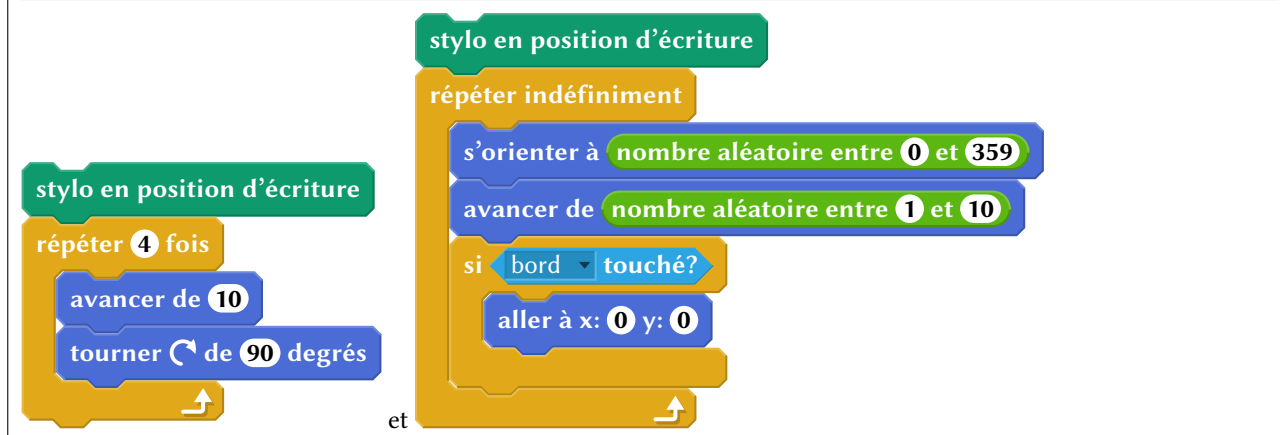 stylo en position d'écriture
répéter 4 fois
avancer de 10
tourner de 90 degrés
et
stylo en position d'écriture
répéter indéfiniment
s'orienter à nombre aléatoire entre 0 et 359
avancer de nombre aléatoire entre 1 et 10
si bord touché?
aller à x: 0 y: 0